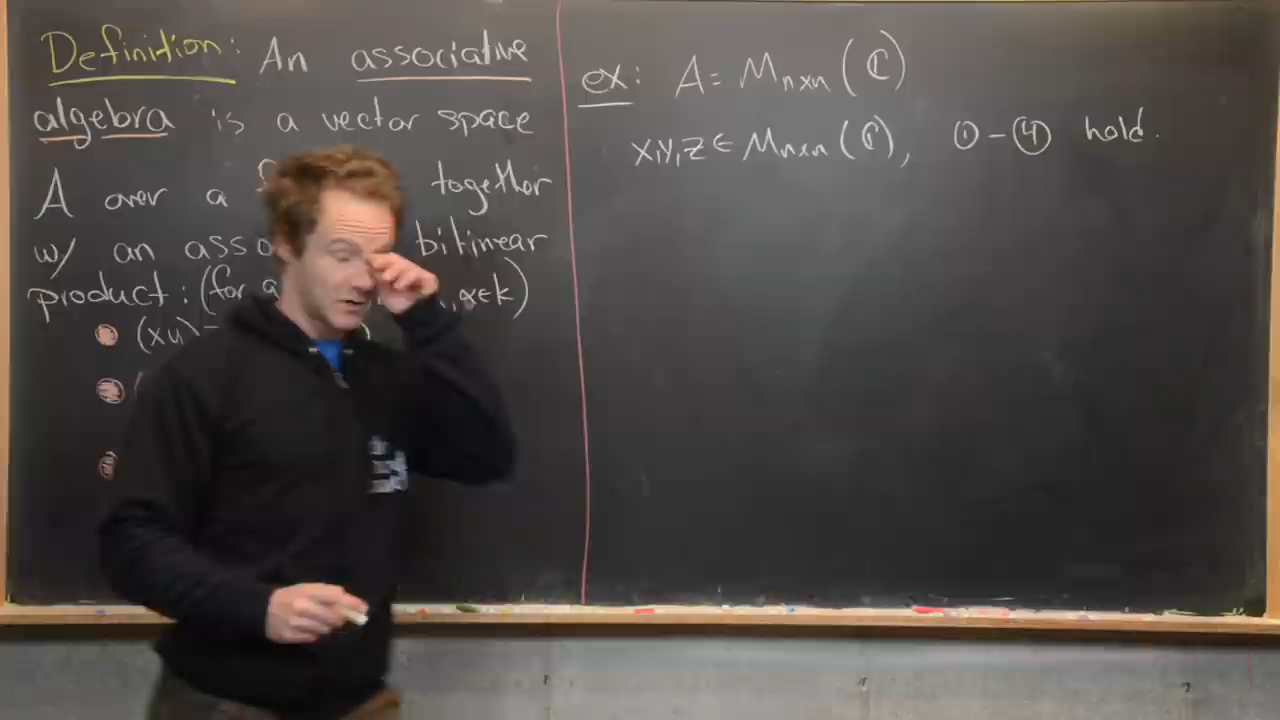 Definition: An associative
algebra is a vector space
A over a together
w/ an bilinear
product: (for , α∈k)
(xy)
ex: A = Mnxn (ℂ)
x,y,z ∈ Mnxn (ℂ), ① - ④ hold.